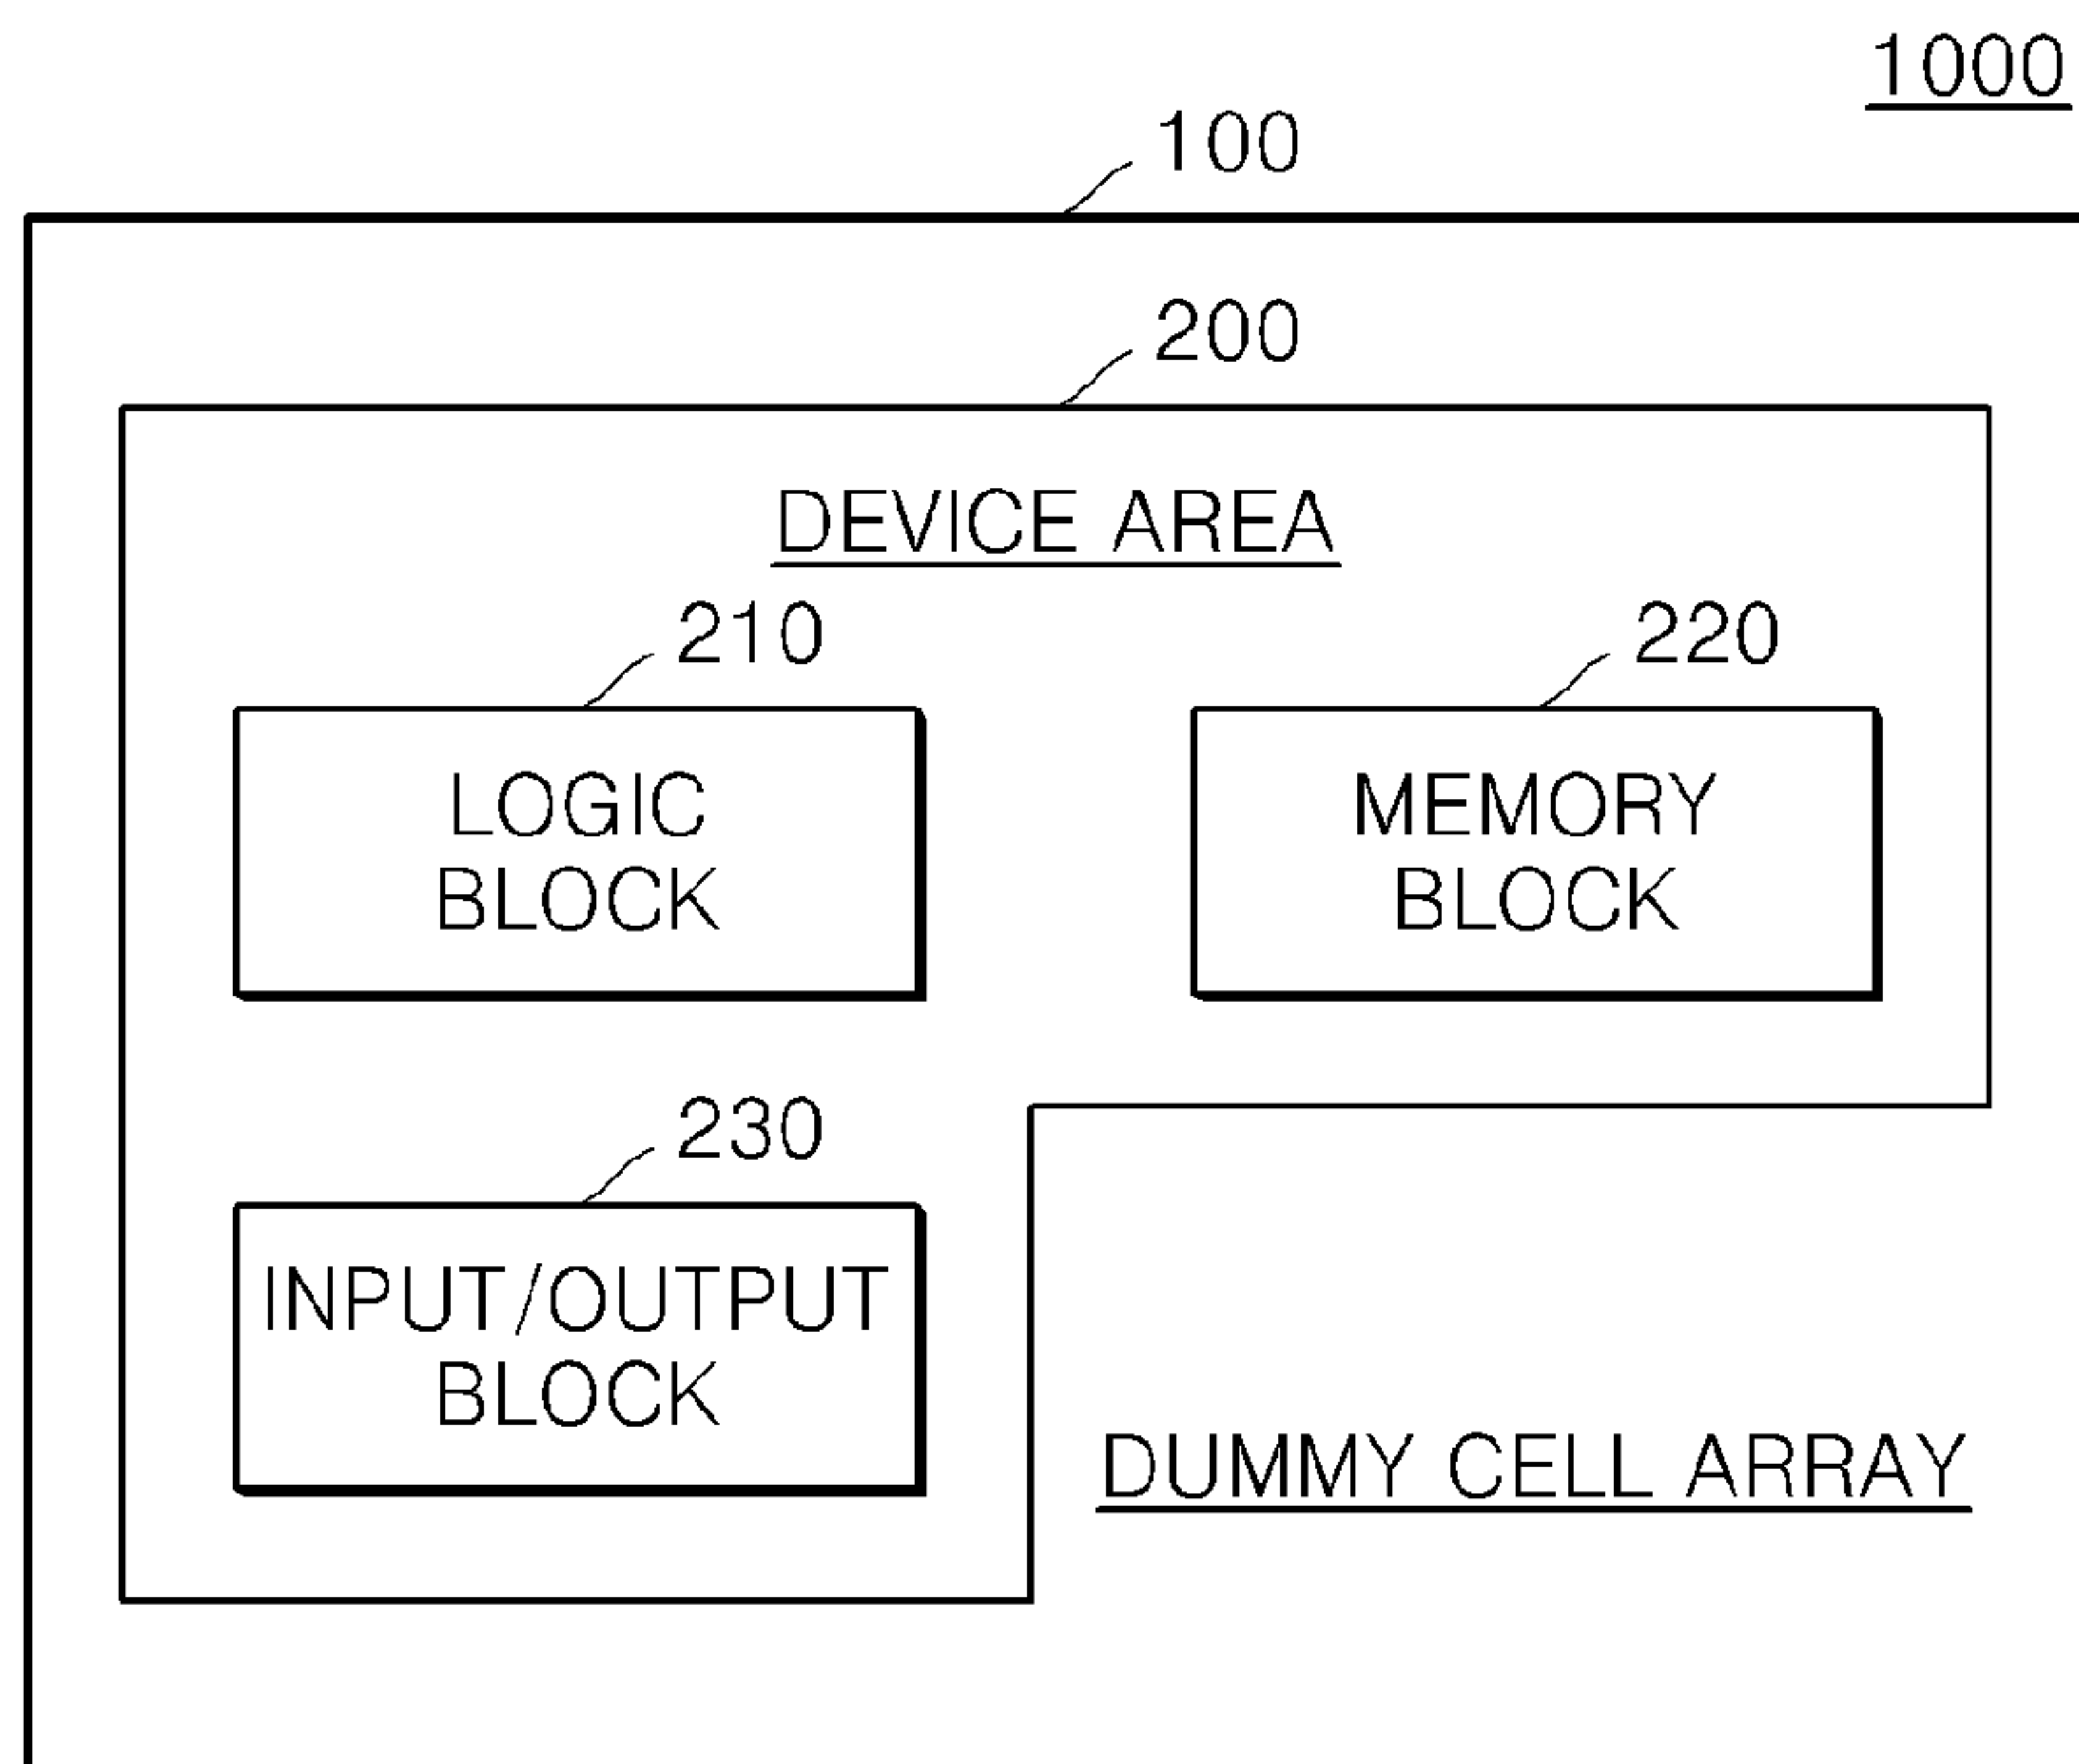 1000
100
200
DEVICE AREA
210
220
LOGIC
BLOCK
MEMORY
BLOCK
230
INPUT/OUTPUT
BLOCK
DUMMY CELL ARRAY